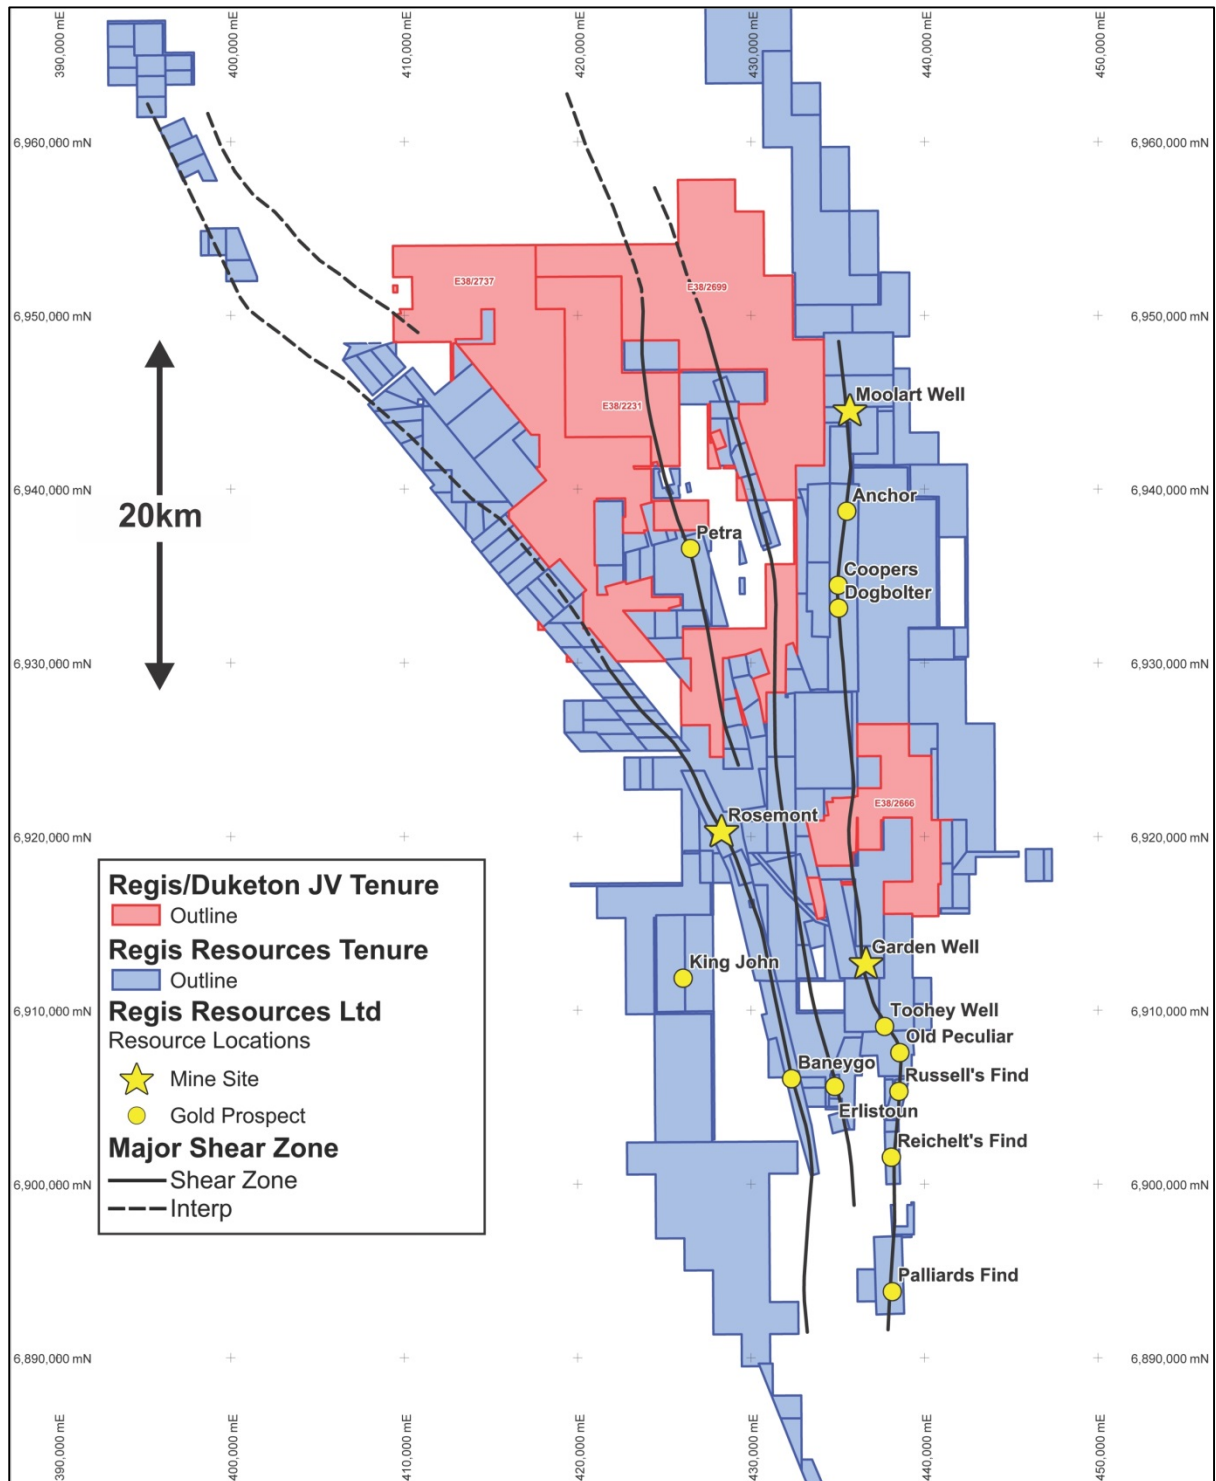 390,000 mE
400,000 mE
410,000 mE
420,000 mE
430,000 mE
440,000 mE
450,000 mE
6,960,000 mN
6,960,000 mN
E38/2737
E38/2699
6,950,000 mN
6,950,000 mN
Moolart Well
E38/2231
6,940,000 mN
Anchor
6,940,000 mN
20km
Petra
Coopers
Dogbolter
6,930,000 mN
6,930,000 mN
E38/2666
Rosemont
6,920,000 mN
6,920,000 mN
Regis/Duketon JV Tenure
Outline
Regis Resources Tenure
Outline
Regis Resources Ltd
Resource Locations
Mine Site
Gold Prospect
Major Shear Zone
Shear Zone
Interp
Garden Well
King John
6,910,000 mN
Toohey Well
6,910,000 mN
Old Peculiar
Baneygo
Russell's Find
Erlistoun
Reichelt's Find
6,900,000 mN
6,900,000 mN
Palliards Find
6,890,000 mN
6,890,000 mN
390,000 mE
400,000 mE
410,000 mE
420,000 mE
430,000 mE
440,000 mE
450,000 mE